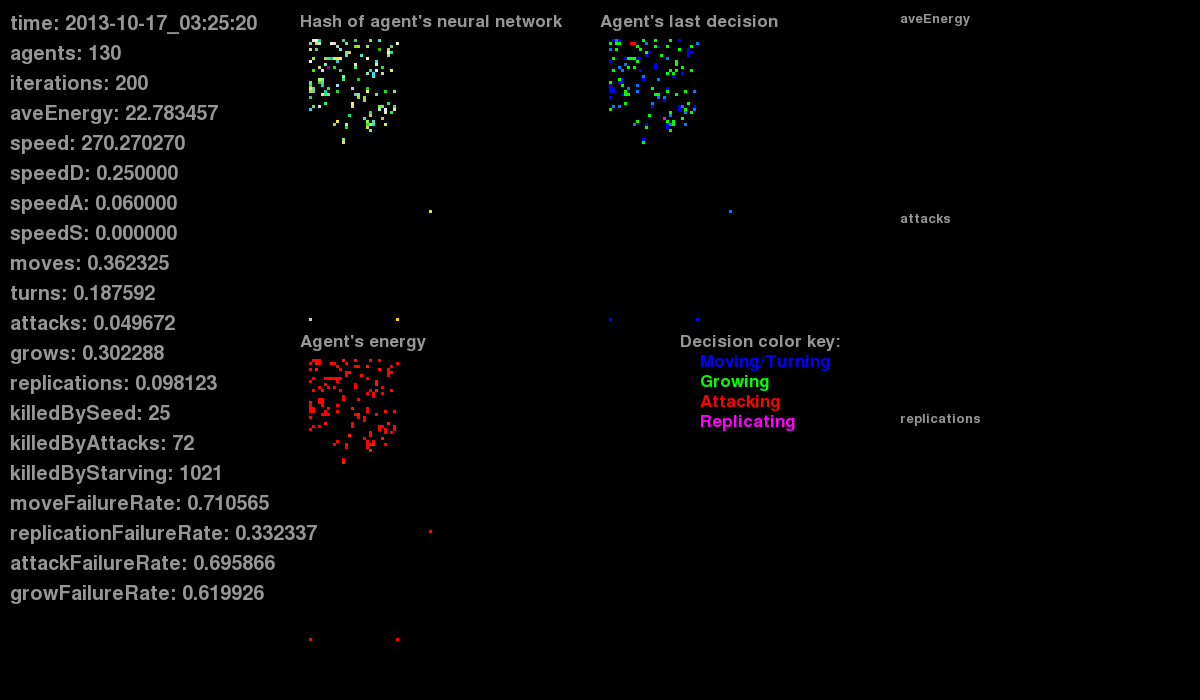 time: 2013-10-17_03:25:20
agents: 130
iterations: 200
aveEnergy: 22.783457
speed: 270.270270
speedD: 0.250000
speedA: 0.060000
speedS: 0.000000
moves: 0.362325
turns: 0.187592
attacks: 0.049672
grows: 0.302288
replications: 0.098123
killedBySeed: 25
killedByAttacks: 72
killedByStarving: 1021
moveFailureRate: 0.710565
replicationFailureRate: 0.332337
attackFailureRate: 0.695866
growFailureRate: 0.619926
Hash of agent's neural network
Agent's last decision
Agent's energy
Decision color key:
Moving/Turning
Growing
Attacking
Replicating
aveEnergy
attacks
replications